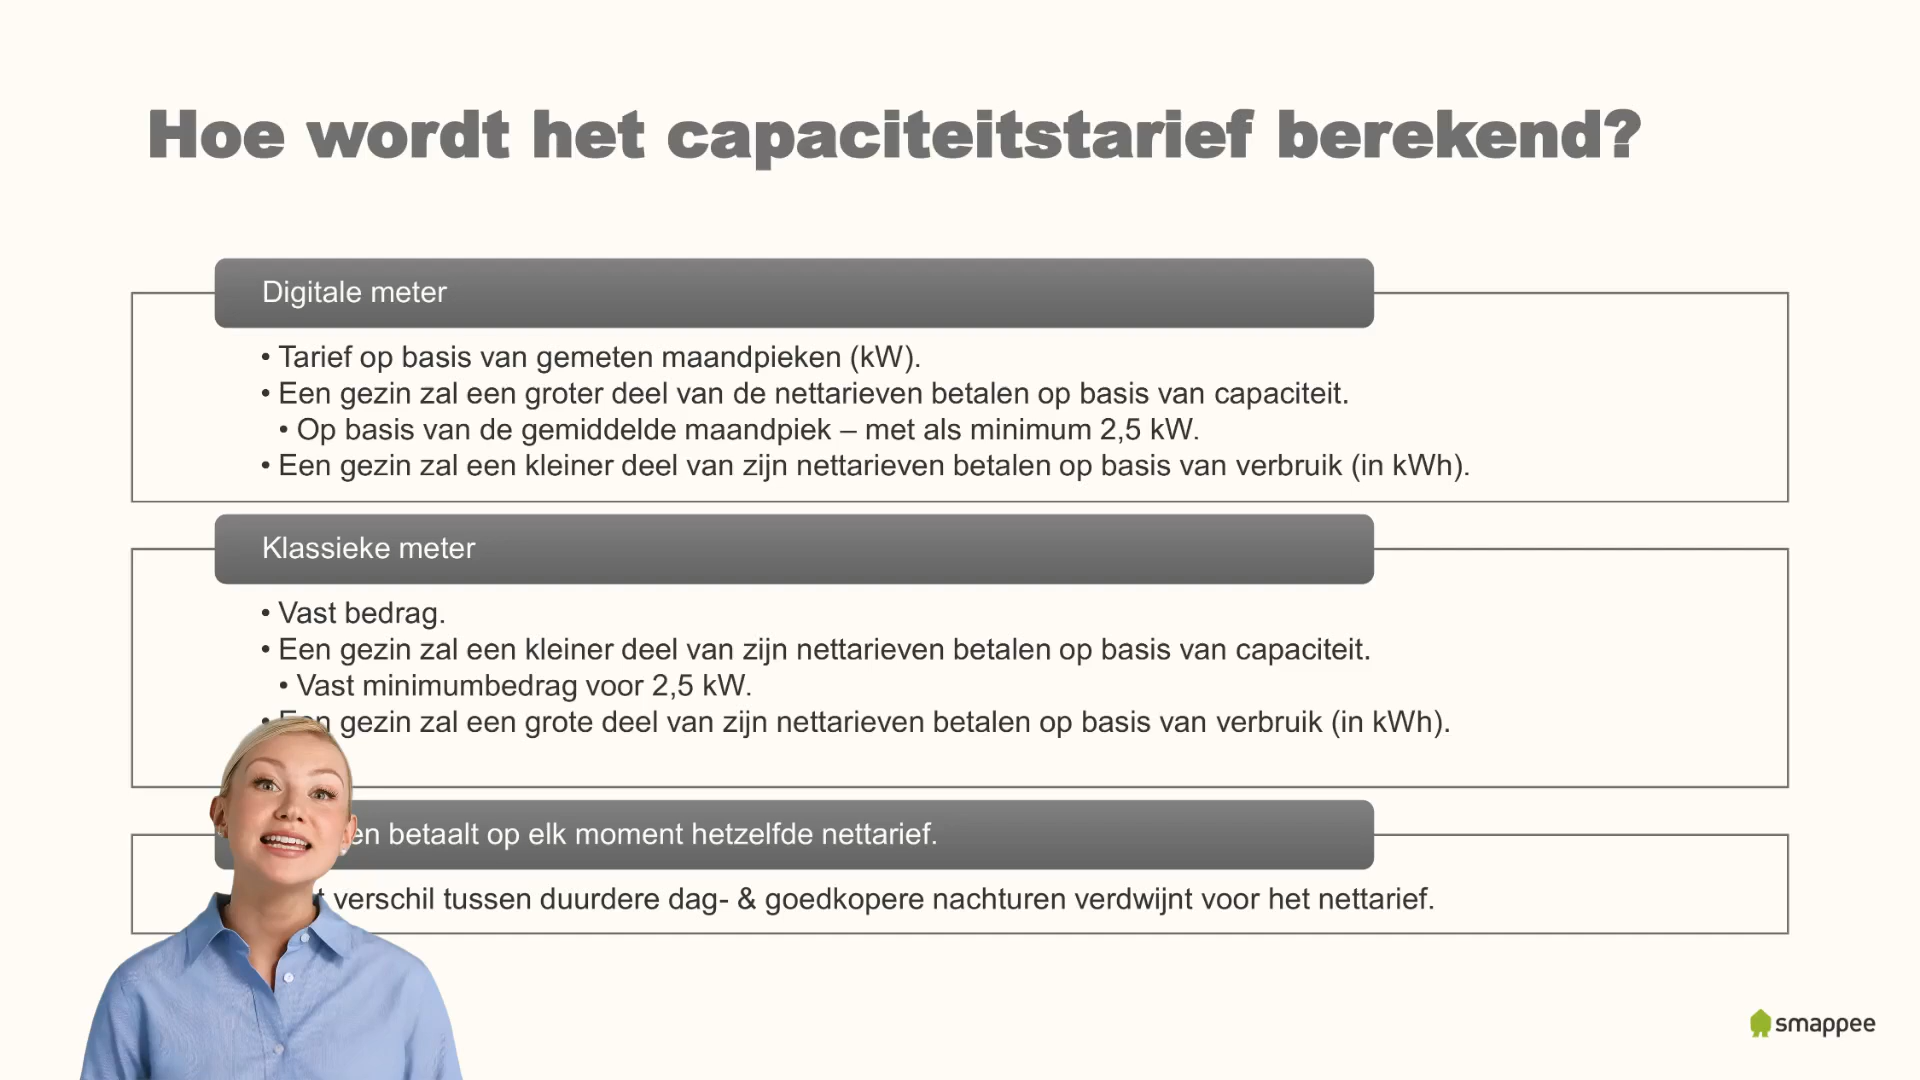 Hoe wordt het capaciteitstarief berekend?
Digitale meter
• Tarief op basis van gemeten maandpieken (kW).
• Een gezin zal een groter deel van de nettarieven betalen op basis van capaciteit.
• Op basis van de gemiddelde maandpiek – met als minimum 2,5 kW.
• Een gezin zal een kleiner deel van zijn nettarieven betalen op basis van verbruik (in kWh).
Klassieke meter
• Vast bedrag.
• Een gezin zal een kleiner deel van zijn nettarieven betalen op basis van capaciteit.
• Vast minimumbedrag voor 2,5 kW.
• Een gezin zal een grote deel van zijn nettarieven betalen op basis van verbruik (in kWh).
betaalt op elk moment hetzelfde nettarief.
verschil tussen duurdere dag- & goedkopere nachturen verdwijnt voor het nettarief.
smappee